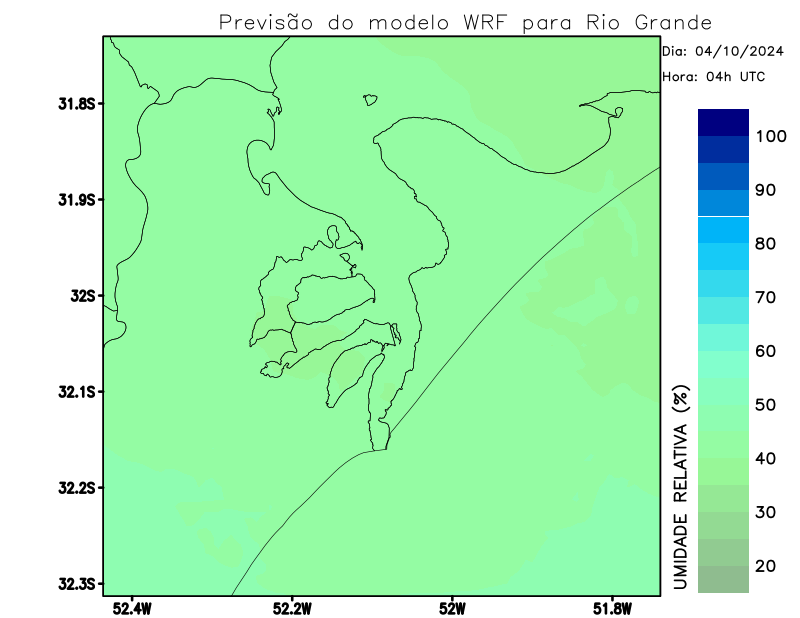 Previsão do modelo WRF para Rio Grande
Dia: 04/10/2024
Hora: 04h UTC
31.8S
31.9S
32S
32.1S
32.2S
32.3S
52.4W
52.2W
52W
51.8W
UMIDADE RELATIVA (%)
100
90
80
70
60
50
40
30
20